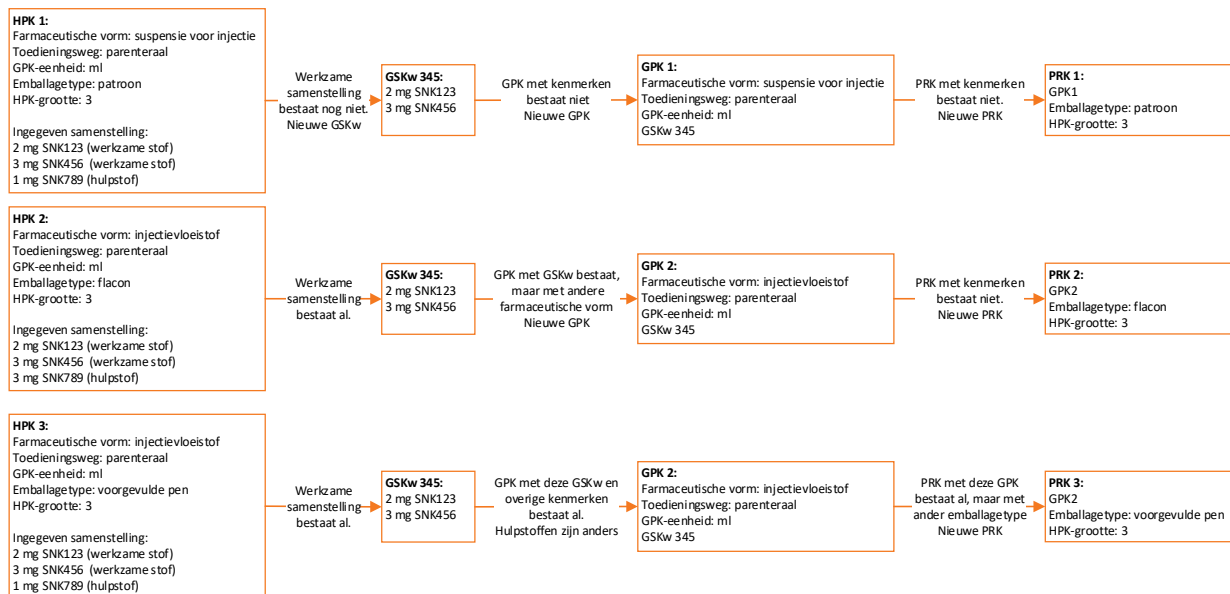 HPK 1:
Farmaceutische vorm: suspensie voor injectie
Toedieningsweg: parenteraal
GPK-eenheid: ml
Emballagetype: patroon
HPK-grootte: 3
Ingegeven samenstelling:
2 mg SNK123 (werkzame stof)
3 mg SNK456 (werkzame stof)
1 mg SNK789 (hulpstof)
Werkzame
samenstelling
bestaat nog niet.
Nieuwe GSKw
GSKw 345:
2 mg SNK123
3 mg SNK456
GPK met kenmerken
bestaat niet
Nieuwe GPK
GPK 1:
Farmaceutische vorm: suspensie voor injectie
Toedieningsweg: parenteraal
GPK-eenheid: ml
GSKw 345
PRK met kenmerken
bestaat niet.
Nieuwe PRK
PRK 1:
GPK1
Emballagetype: patroon
HPK-grootte: 3
HPK 2:
Farmaceutische vorm: injectievloeistof
Toedieningsweg: parenteraal
GPK-eenheid: ml
Emballagetype: flacon
HPK-grootte: 3
Ingegeven samenstelling:
2 mg SNK123 (werkzame stof)
3 mg SNK456 (werkzame stof)
3 mg SNK789 (hulpstof)
Werkzame
samenstelling
bestaat al.
GSKw 345:
2 mg SNK123
3 mg SNK456
GPK met GSKw bestaat,
maar met andere
farmaceutische vorm
Nieuwe GPK
GPK 2:
Farmaceutische vorm: injectievloeistof
Toedieningsweg: parenteraal
GPK-eenheid: ml
GSKw 345
PRK met kenmerken
bestaat niet.
Nieuwe PRK
PRK 2:
GPK2
Emballagetype: flacon
HPK-grootte: 3
HPK 3:
Farmaceutische vorm: injectievloeistof
Toedieningsweg: parenteraal
GPK-eenheid: ml
Emballagetype: voorgevulde pen
HPK-grootte: 3
Ingegeven samenstelling:
2 mg SNK123 (werkzame stof)
3 mg SNK456 (werkzame stof)
1 mg SNK789 (hulpstof)
Werkzame
samenstelling
bestaat al.
GSKw 345:
2 mg SNK123
3 mg SNK456
GPK met deze GSKw en
overige kenmerken
bestaat al.
Hulpstoffen zijn anders
GPK 2:
Farmaceutische vorm: injectievloeistof
Toedieningsweg: parenteraal
GPK-eenheid: ml
GSKw 345
PRK met deze GPK
bestaat al, maar met
ander emballagetype
Nieuwe PRK
PRK 3:
GPK2
Emballagetype: voorgevulde pen
HPK-grootte: 3